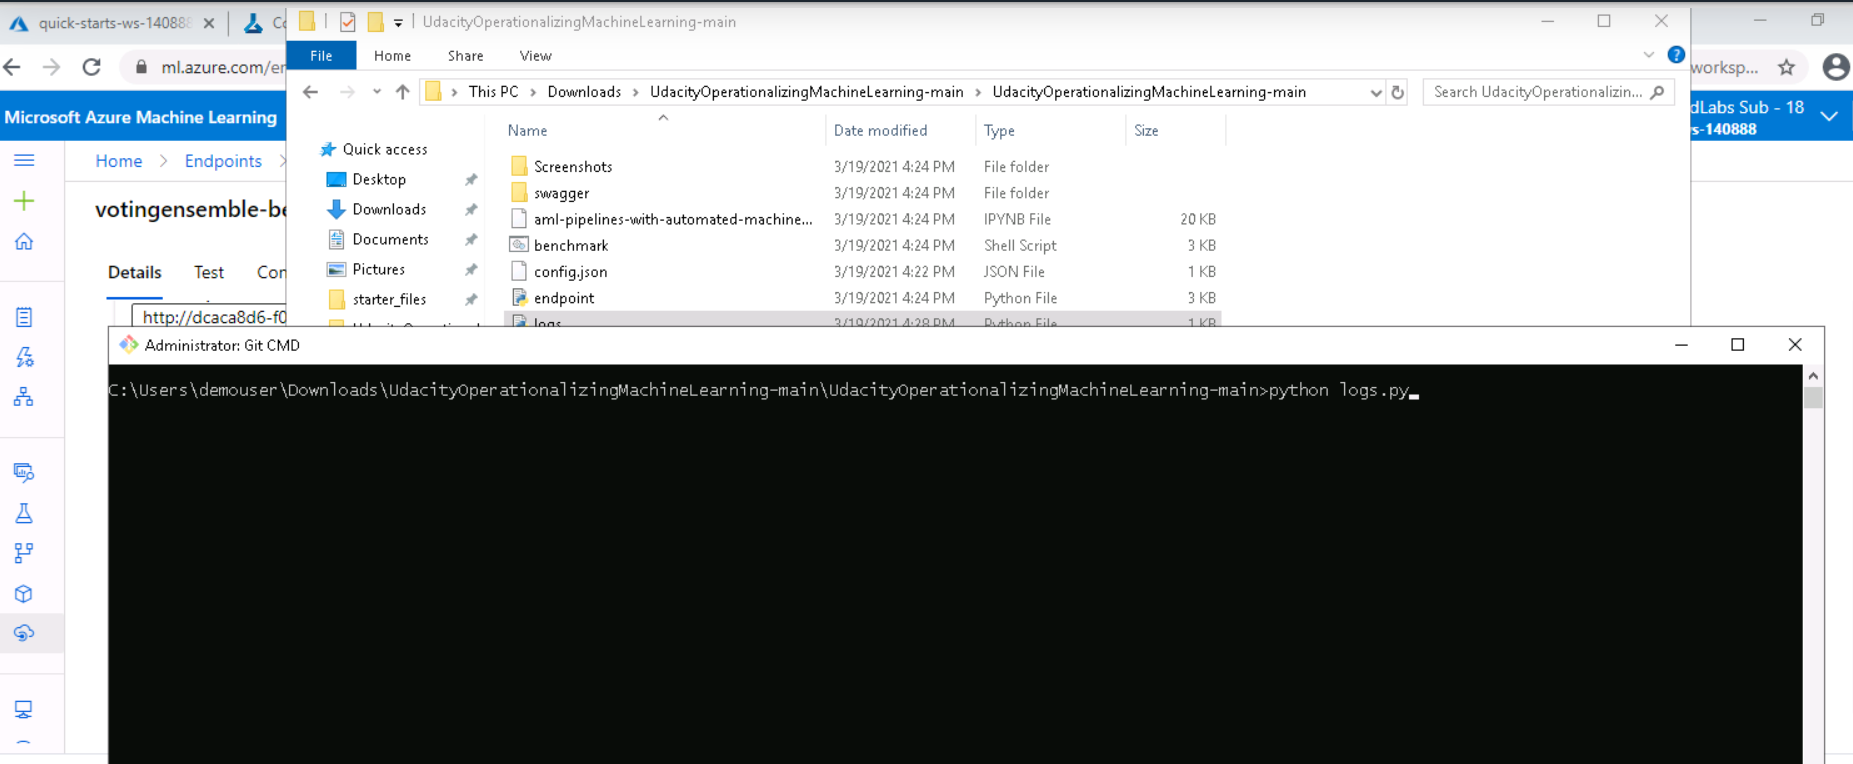 quick-starts-ws-140888
UdacityOperationalizingMachineLearning-main
File Home Share View
ml.azure.com/er
worksp...
This PC > Downloads > UdacityOperationalizingMachineLearning-main > UdacityOperationalizingMachineLearning-main
Search UdacityOperationalizin...
Microsoft Azure Machine Learning
dLabs Sub - 18
s-140888
Name Date modified Type Size
Home > Endpoints >
Quick access
Desktop
Downloads
Documents
Pictures
starter_files
Screenshots 3/19/2021 4:24 PM File folder
swagger 3/19/2021 4:24 PM File folder
aml-pipelines-with-automated-machine... 3/19/2021 4:24 PM IPYNB File 20 KB
benchmark 3/19/2021 4:24 PM Shell Script 3 KB
config.json 3/19/2021 4:22 PM JSON File 1 KB
endpoint 3/19/2021 4:24 PM Python File 3 KB
logs 3/19/2021 4:28 PM Python File 1 KB
votingensemble-be
Details Test Con
http://dcaca8d6-f0
Administrator: Git CMD
C:\Users\demouser\Downloads\UdacityOperationalizingMachineLearning-main\UdacityOperationalizingMachineLearning-main>python logs.py